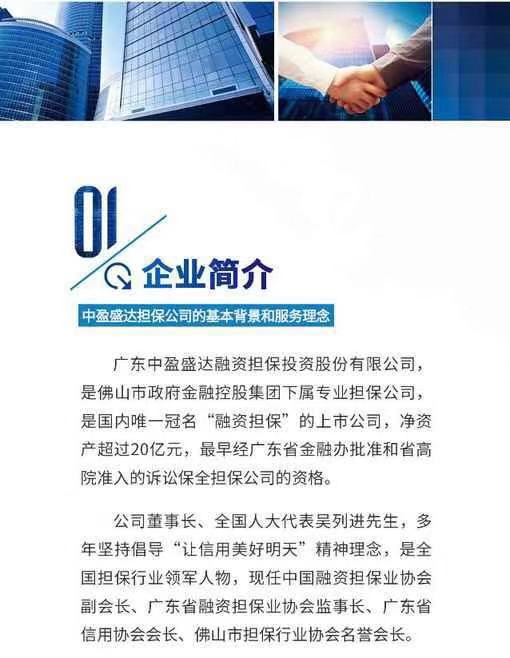 01
企业简介
中盈盛达担保公司的基本背景和服务理念
广东中盈盛达融资担保投资股份有限公司，
是佛山市政府金融控股集团下属专业担保公司，
是国内唯一冠名“融资担保”的上市公司，净资
产超过20亿元，最早经广东省金融办批准和省高
院准入的诉讼保全担保公司的资格。
公司董事长、全国人大代表吴列进先生，多
年坚持倡导“让信用美好明天”精神理念，是全
国担保行业领军人物，现任中国融资担保业协会
副会长、广东省融资担保业协会监事长、广东省
信用协会会长、佛山市担保行业协会名誉会长。